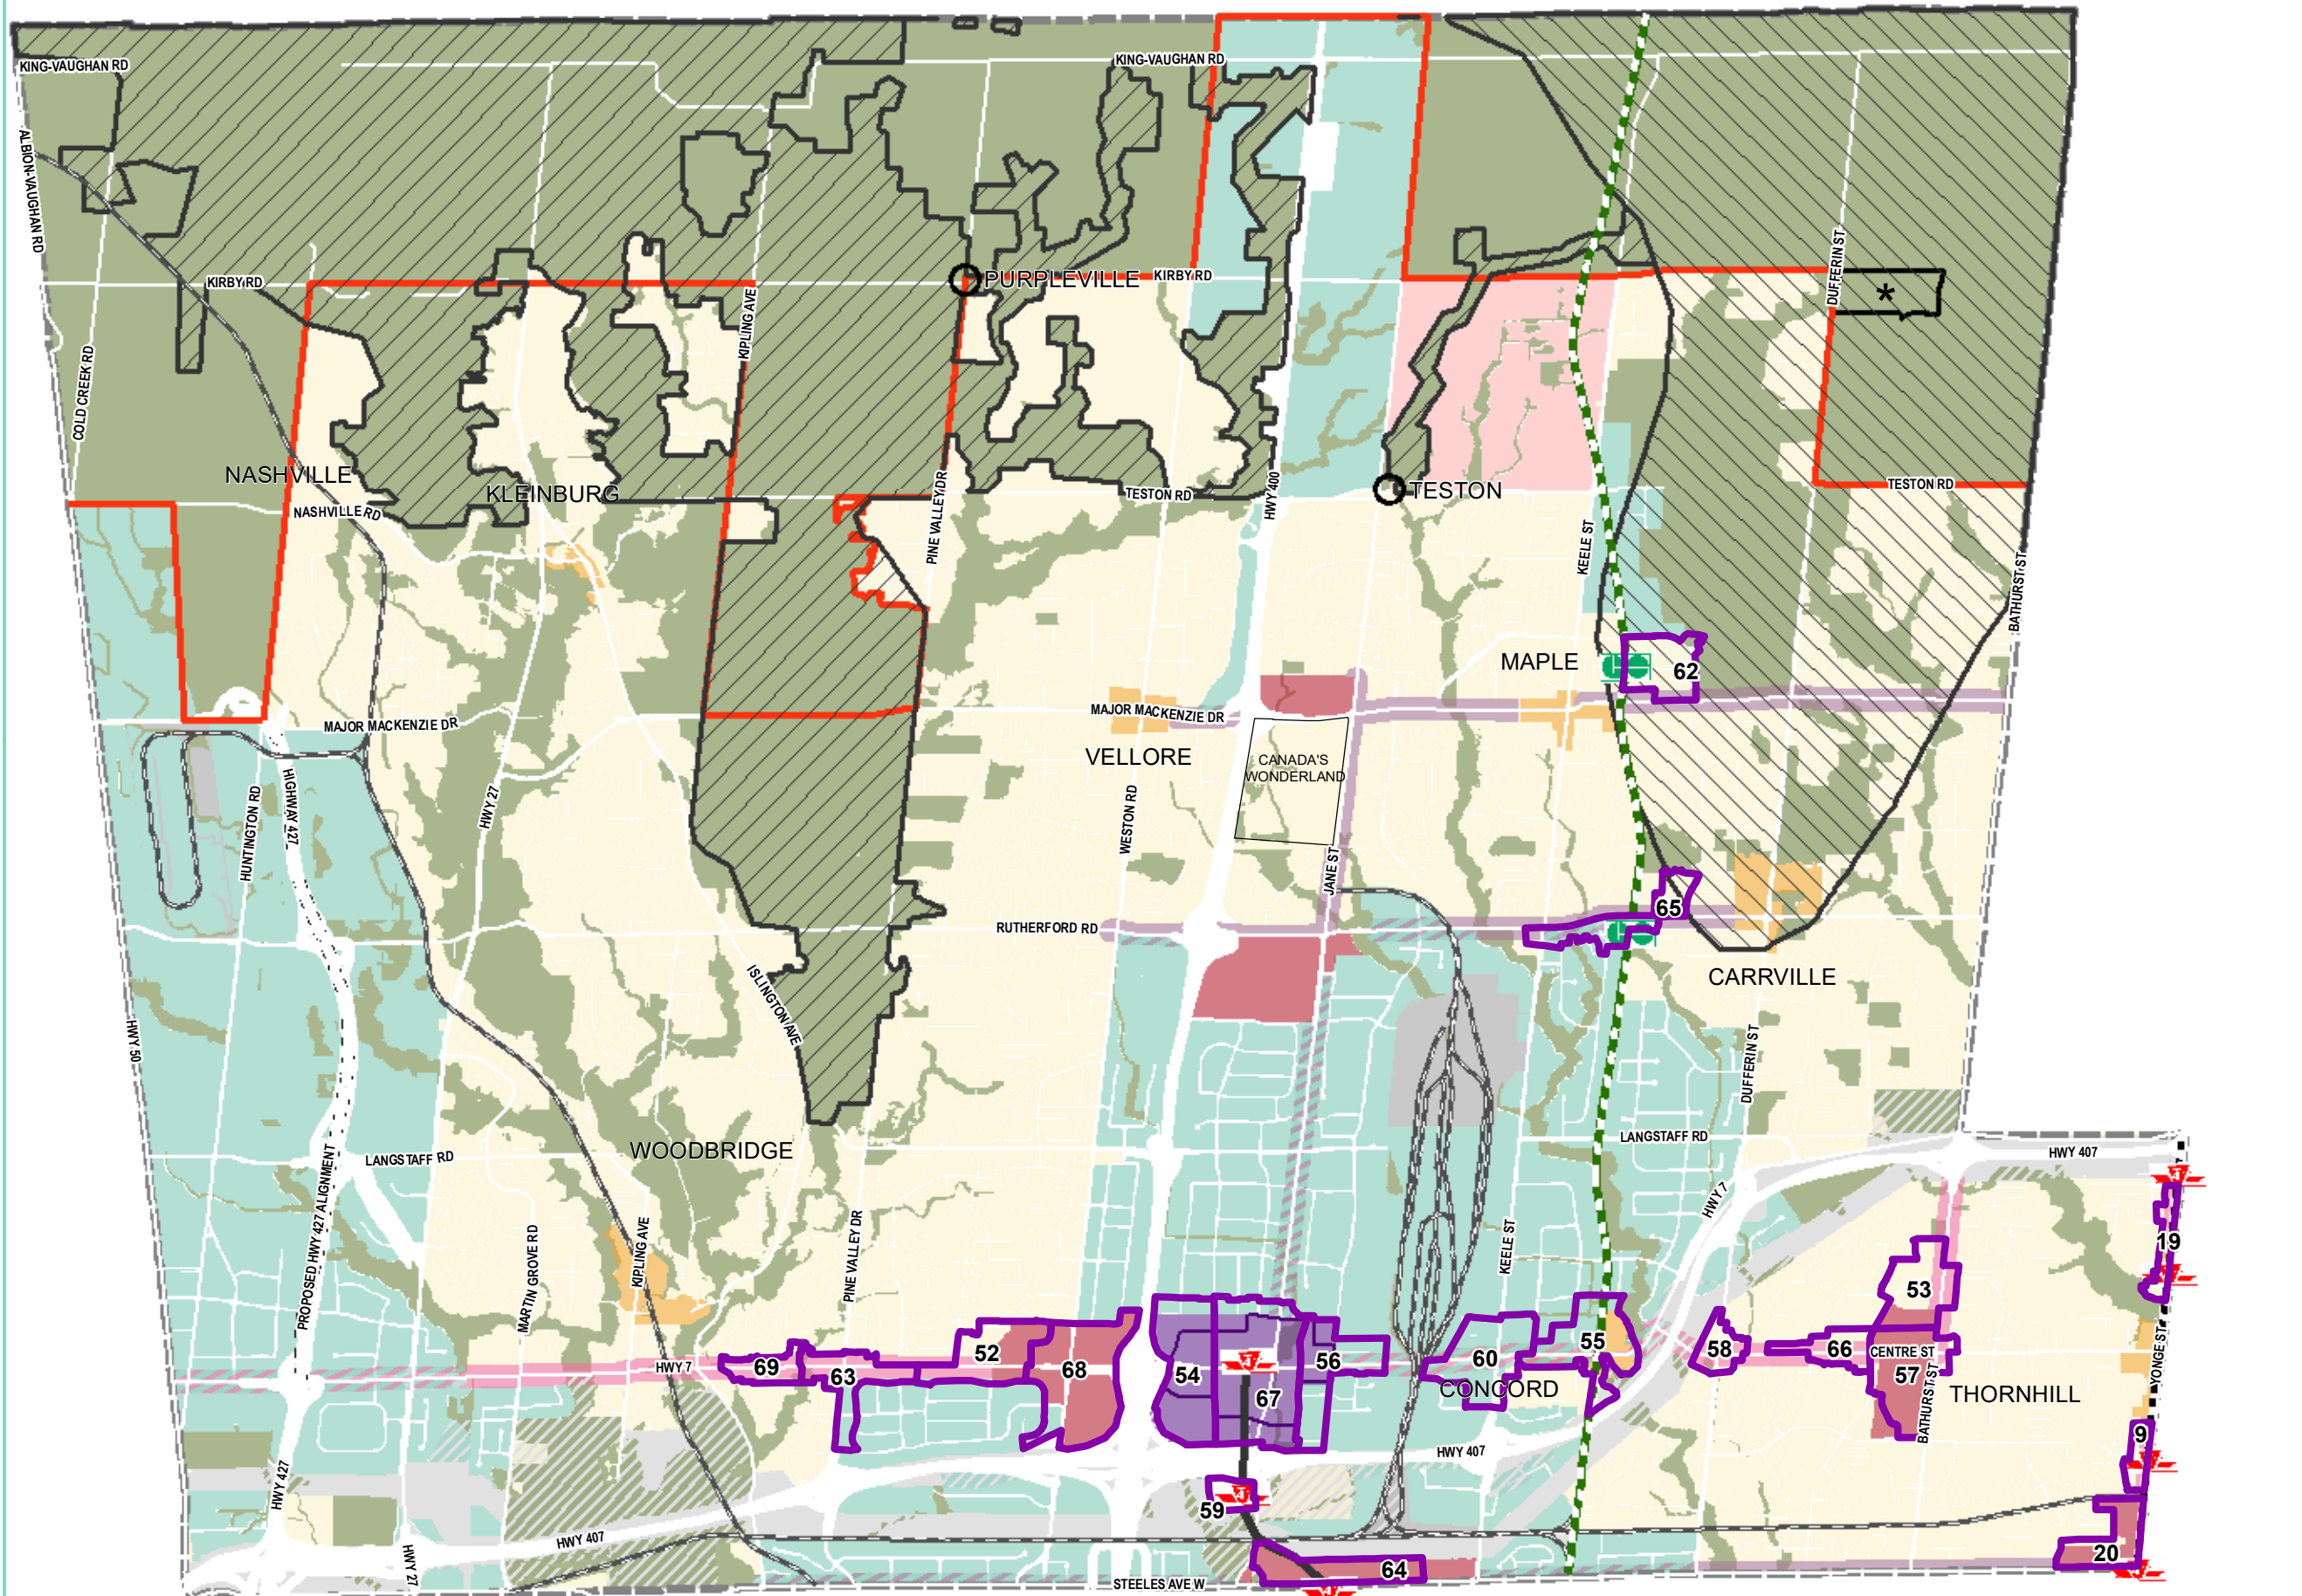 KING-VAUGHAN RD
KING-VAUGHAN RD
ALBION-VAUGHAN RD
KIRBY RD
PURPLEVILLE
KIRBY RD
DUFFERIN ST
*
KIPLING AVE
COLD CREEK RD
NASHVILLE
KLEINBURG
NASHVILLE RD
PINE VALLEY DR
TESTON RD
HWY 400
TESTON
TESTON RD
KEELE ST
BATHURST ST
MAPLE
62
MAJOR MACKENZIE DR
MAJOR MACKENZIE DR
VELLORE
CANADA'S
WONDERLAND
HUNTINGTON RD
HIGHWAY 427
HWY 27
WESTON RD
JANE ST
65
RUTHERFORD RD
ISLINGTON AVE
CARRVILLE
HWY 50
DUFFERIN ST
WOODBRIDGE
LANGSTAFF RD
LANGSTAFF RD
HWY 407
HWY 7
PROPOSED HWY 427 ALIGNMENT
MARTIN GROVE RD
KIPLING AVE
PINE VALLEY DR
KEELE ST
19
53
HWY 7
69
63
52
68
54
67
56
60
55
58
66
CENTRE ST
57
BATHURST ST
YONGE ST
CONCORD
THORNHILL
HWY 427
HWY 407
9
59
HWY 407
HWY 27
64
20
STEELES AVE W